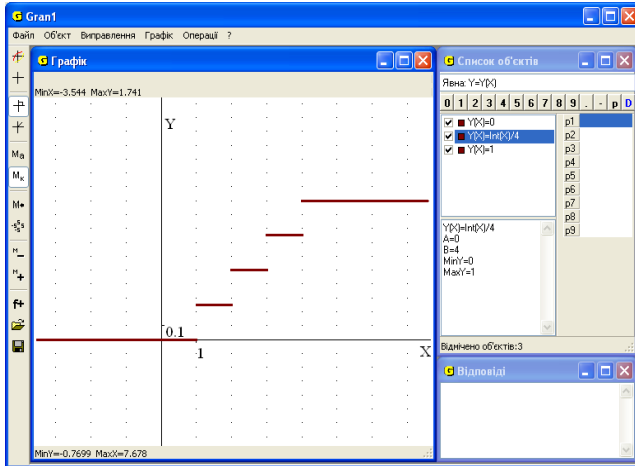 Gran1
Файл Об'єкт Виправлення Графік Операції ?
Графік
MinX=-3.544 MaxY=1.741
Y
0.1
1
X
MinY=-0.7699 MaxX=7.678
Список об'єктів
Явна: Y=Y(X)
0 1 2 3 4 5 6 7 8 9 . - p D
Y(X)=0
Y(X)=Int(X)/4
Y(X)=1
p1
p2
p3
p4
p5
p6
p7
p8
p9
Y(X)=Int(X)/4
A=0
B=4
MinY=0
MaxY=1
Відмічено об'єктів:3
Відповіді
Ма
Мк